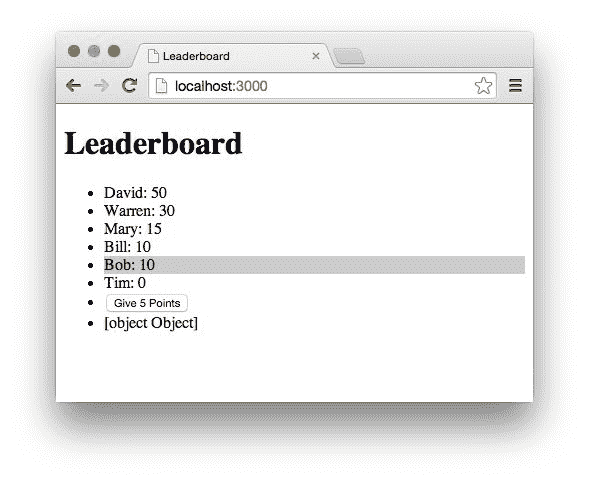 Leaderboard
localhost:3000
Leaderboard
David: 50
Warren: 30
Mary: 15
Bill: 10
Bob: 10
Tim: 0
Give 5 Points
[object Object]